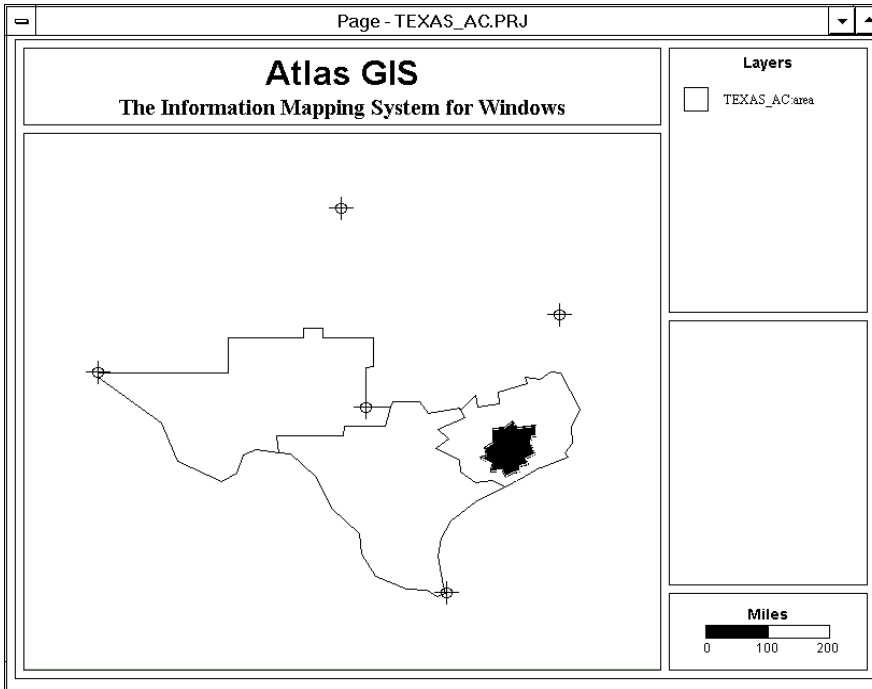 Page - TEXAS_AC.PRJ
Atlas GIS
The Information Mapping System for Windows
Layers
TEXAS_AC:area
Miles
0 100 200